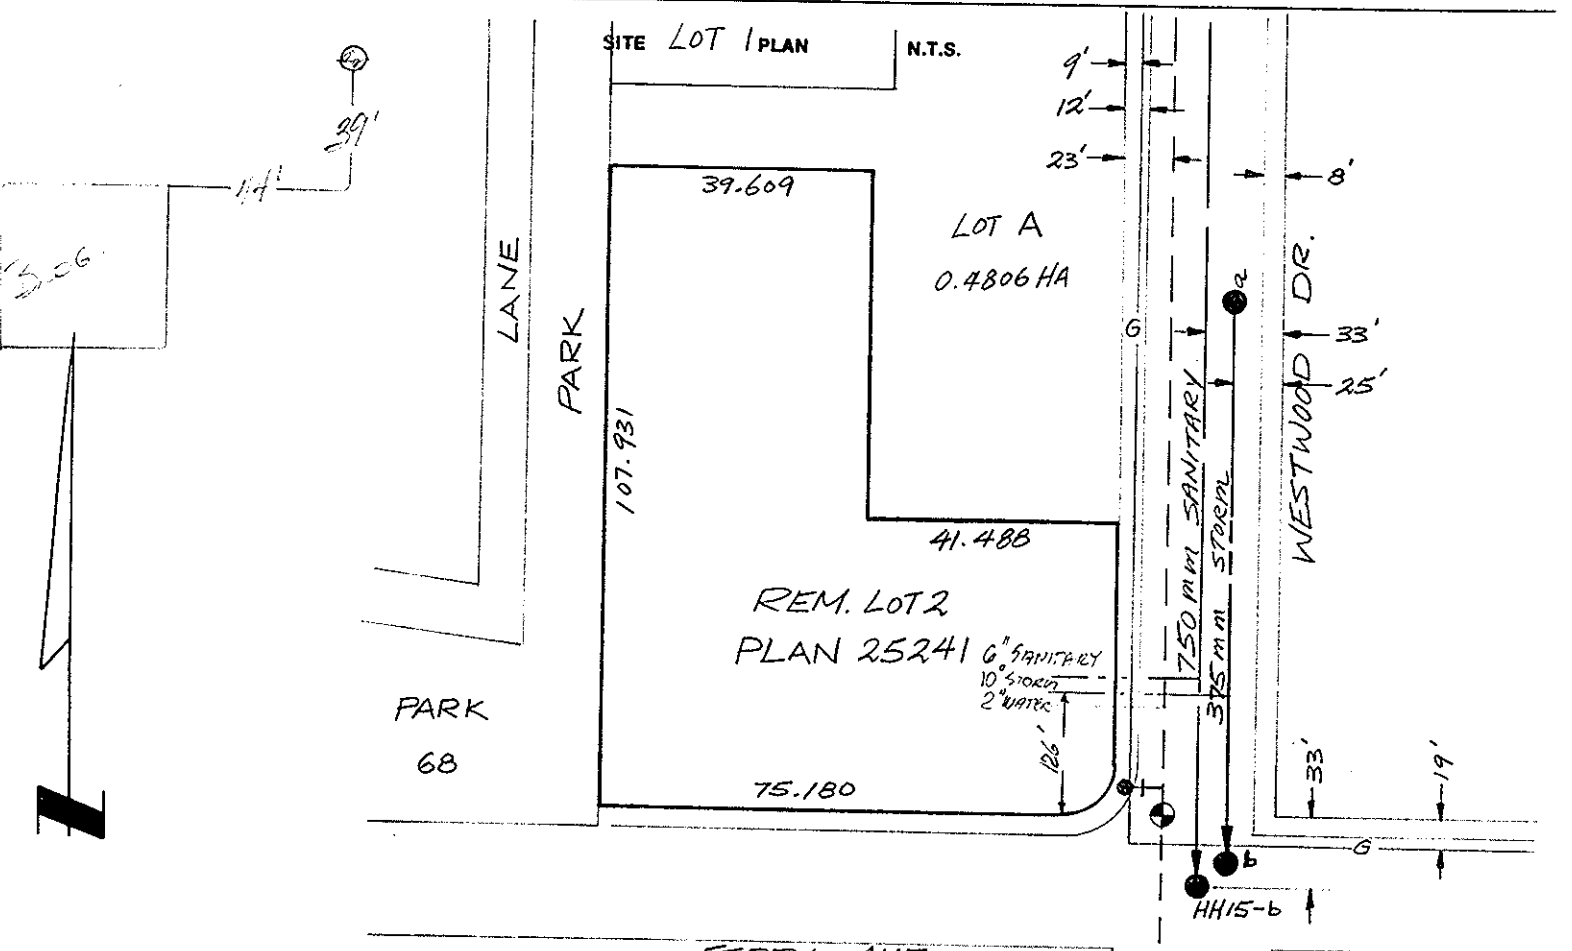 SITE LOT 1 PLAN N.T.S.
39'
44'
LANE
PARK
39.609
107.931
LOT A
0.4806 HA
41.488
REM. LOT 2
PLAN 25241
6" SANITARY
10" STORM
2" WATER
126'
75.180
PARK
68
9'
12'
23'
8'
a
G
33'
25'
WESTWOOD DR.
750 mm SANITARY
375 mm STORM
33'
19'
G
b
HH15-b